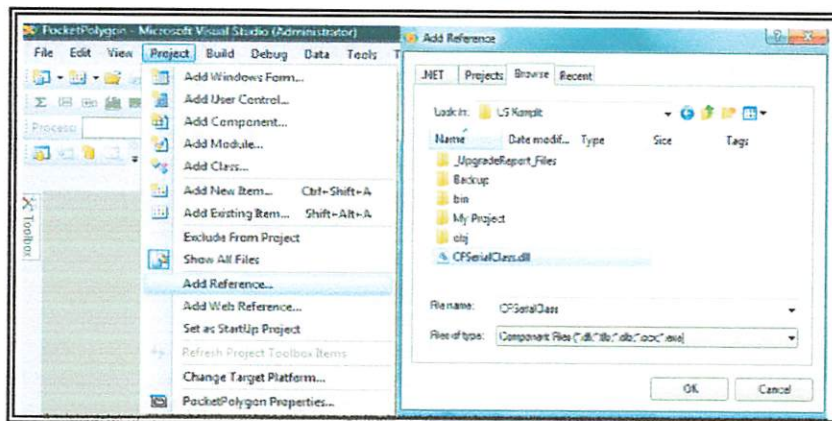 PocketPolygon - Microsoft Visual Studio (Administrator)
File Edit View Project Build Debug Data Tools T
Process
Toolbox
Add Windows Form...
Add User Control...
Add Component...
Add Module...
Add Class...
Add New Item... Ctrl+Shift+A
Add Existing Item... Shift+Alt+A
Exclude From Project
Show All Files
Add Reference...
Add Web Reference...
Set as StartUp Project
Refresh Project Toolbox Items
Change Target Platform...
PocketPolygon Properties...
Add Reference
.NET Projects Browse Recent
Look in: US Komplit
Name Date modif... Type Size Tags
_UpgradeReport_Files
Backup
bin
My Project
obj
CFSerialClass.dll
File name: CFSerialClass
Files of type: Component Files (*.dll;*.tlb;*.olb;*.ocx;*.exe)
OK Cancel